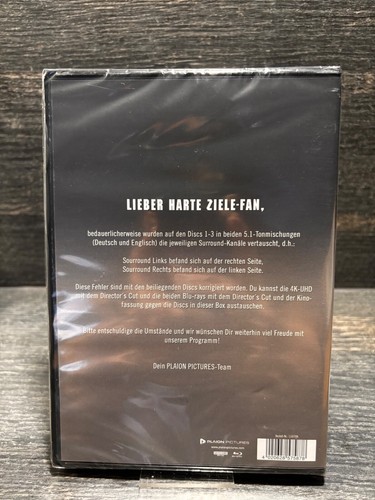 LIEBER HARTE ZIELE-FAN,
bedauerlicherweise wurden auf den Discs 1-3 in beiden 5.1-Tonmischungen
(Deutsch und Englisch) die jeweiligen Surround-Kanäle vertauscht, d.h.:
Sourround Links befand sich auf der rechten Seite,
Sourround Rechts befand sich auf der linken Seite.
Diese Fehler sind mit den beiliegenden Discs korrigiert worden. Du kannst die 4K-UHD
mit dem Director's Cut und die beiden Blu-rays mit dem Director's Cut und der Kino-
fassung gegen die Discs in dieser Box austauschen.
Bitte entschuldige die Umstände und wir wünschen Dir weiterhin viel Freude mit
unserem Programm!
Dein PLAION PICTURES-Team
PLAION PICTURES